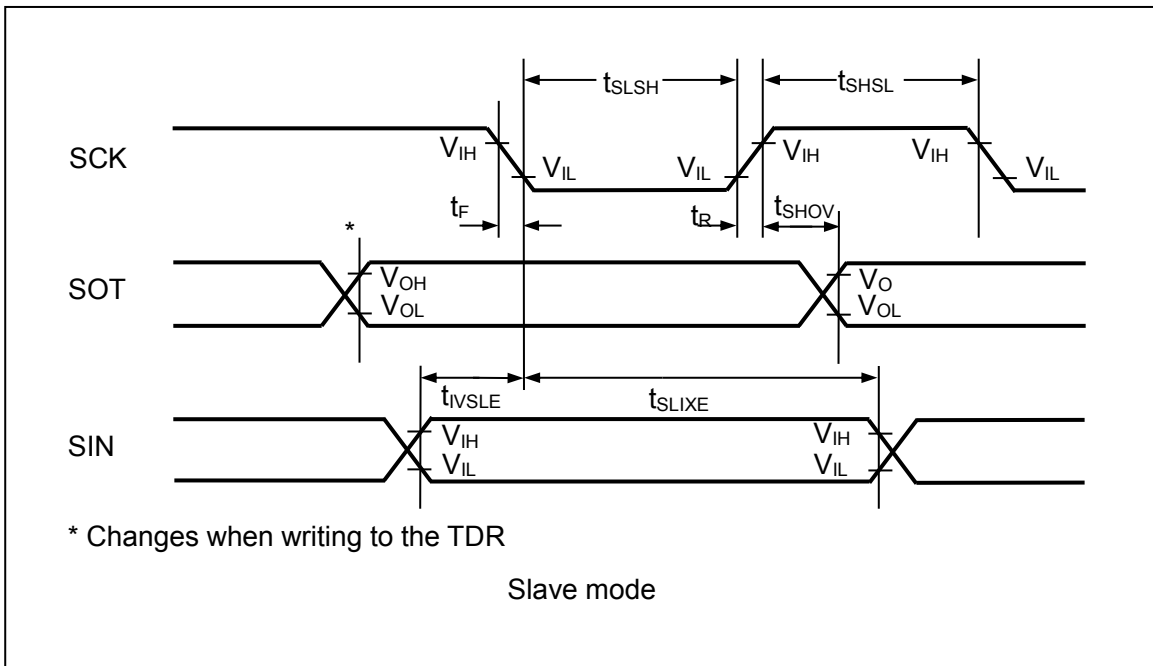 tSLSH tSHSL
SCK VIH VIL VIL VIH VIH VIL
tF tR tSHOV
*
SOT VOH VOL VO VOL
tIVSLE tSLIXE
SIN VIH VIL VIH VIL
* Changes when writing to the TDR
Slave mode